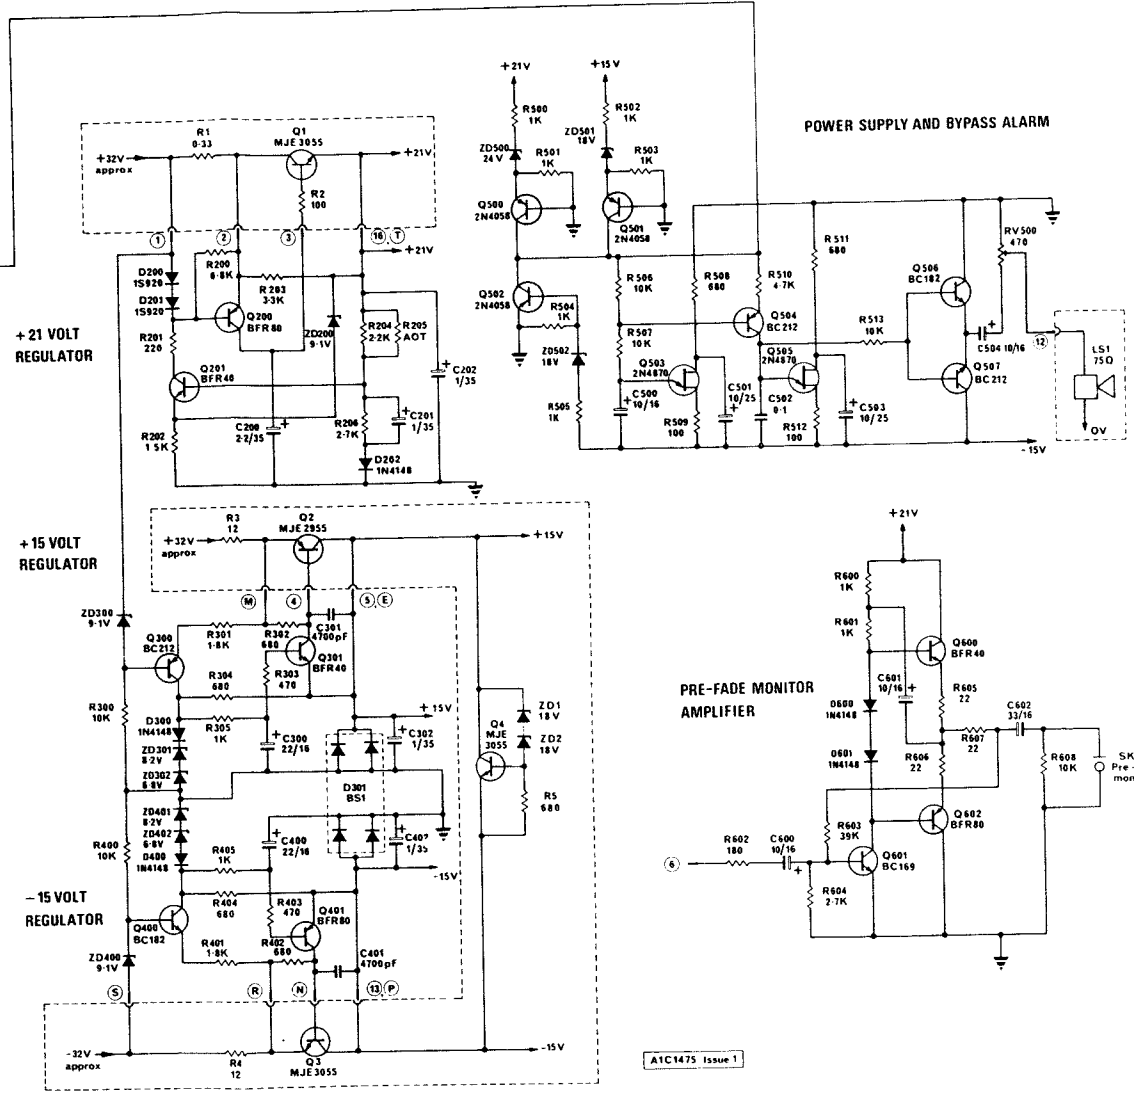 POWER SUPPLY AND BYPASS ALARM
+32V
approx
R1
0·33
Q1
MJE3055
+21V
R2
100
1
2
3
16, T
+21V
+21V
R500
1K
ZD500
24V
R501
1K
Q500
2N4058
+15V
R502
1K
ZD501
18V
R503
1K
Q501
2N4058
Q502
2N4058
R504
1K
ZD502
18V
R505
1K
R506
10K
R507
10K
Q503
2N4870
C500
10/16
R508
680
R509
100
C501
10/25
R510
4·7K
Q504
BC212
Q505
2N4870
C502
0·1
R511
680
R512
100
C503
10/25
R513
10K
Q506
BC182
Q507
BC212
RV500
470
C504 10/16
12
LS1
75Ω
0V
-15V
+21 VOLT
REGULATOR
D200
1S920
D201
1S920
R200
6·8K
R203
3·3K
Q200
BFR80
R201
220
Q201
BFR40
R202
1·5K
C200
2·2/35
ZD200
9·1V
R204
2·2K
R205
AOT
R206
2·7K
C201
1/35
C202
1/35
D202
1N4148
+15 VOLT
REGULATOR
+32V
approx
R3
12
Q2
MJE 2955
+15V
M
4
5, E
ZD300
9·1V
Q300
BC212
R301
1·8K
R302
680
C301
4700pF
Q301
BFR40
R303
470
R304
680
R305
1K
R300
10K
D300
1N4148
ZD301
8·2V
ZD302
6·8V
C300
22/16
+15V
C302
1/35
D301
BS1
Q4
MJE
3055
ZD1
18V
ZD2
18V
R5
680
ZD401
8·2V
ZD402
6·8V
D400
1N4148
R400
10K
R405
1K
C400
22/16
C402
1/35
-15V
-15 VOLT
REGULATOR
Q400
BC182
R404
680
R403
470
Q401
BFR80
R401
1·8K
R402
680
C401
4700pF
ZD400
9·1V
S
R
N
13, P
-32V
approx
R4
12
Q3
MJE3055
-15V
PRE-FADE MONITOR
AMPLIFIER
+21V
R600
1K
R601
1K
Q600
BFR40
C601
10/16
D600
1N4148
D601
1N4148
R605
22
R606
22
R607
22
C602
33/16
R608
10K
SK
Pre -
mon
Q602
BFR80
6
R602
180
C600
10/16
R603
39K
R604
2·7K
Q601
BC169
A1C1475 Issue 1